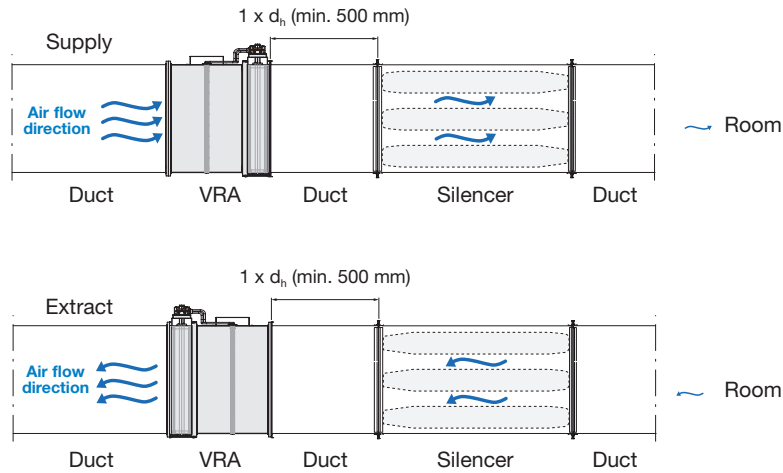 1 x dₕ (min. 500 mm)
Supply
Air flow
direction
Room
Duct VRA Duct Silencer Duct
1 x dₕ (min. 500 mm)
Extract
Air flow
direction
Room
Duct VRA Duct Silencer Duct